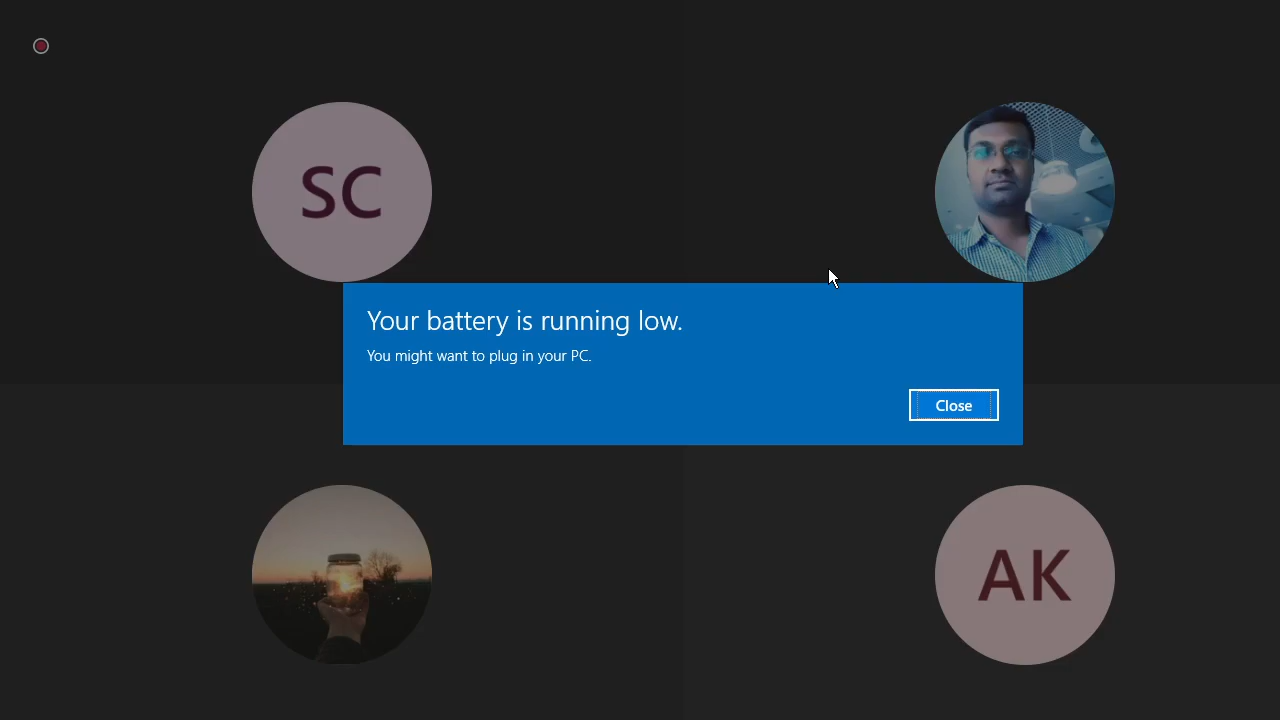 SC
Your battery is running low.
You might want to plug in your PC.
Close
AK